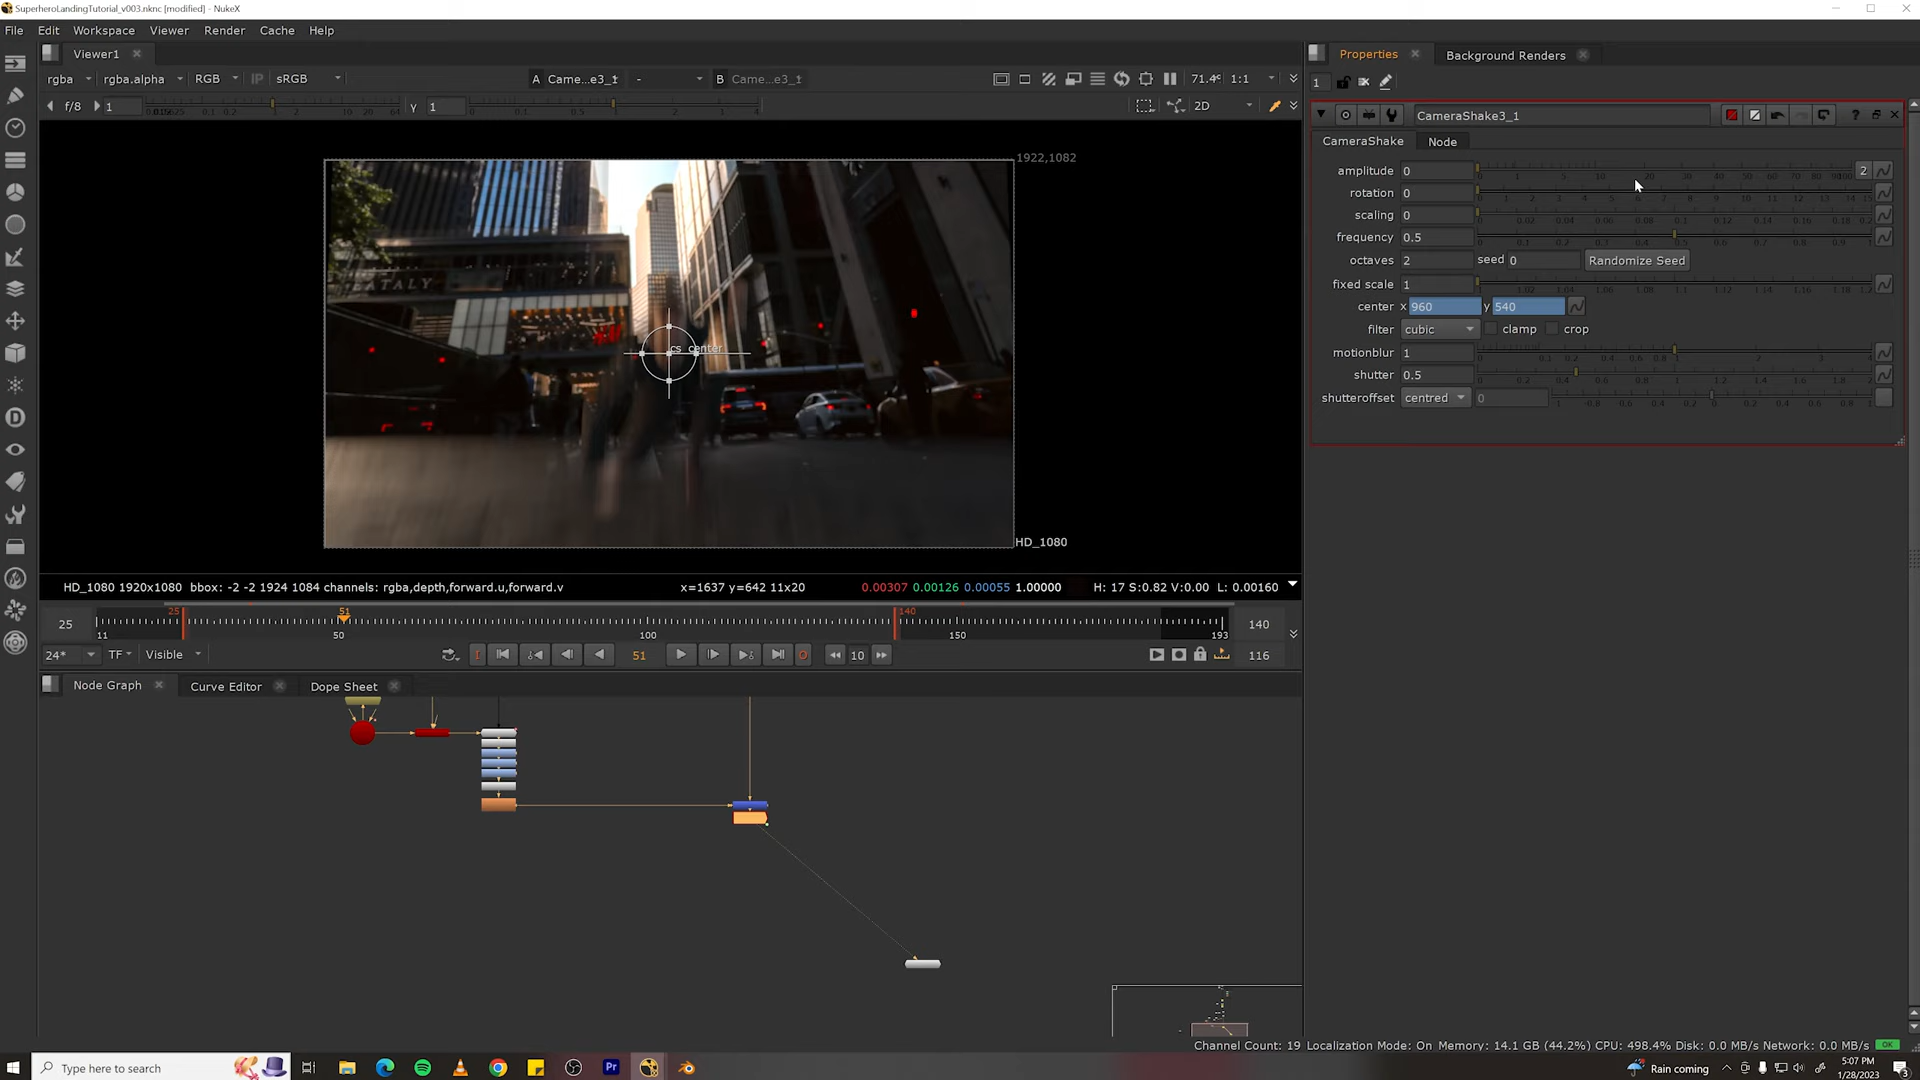 SuperheroLandingTutorial_v003.nknc [modified] - NukeX
File Edit Workspace Viewer Render Cache Help
Viewer1
rgba rgba.alpha RGB IP sRGB A Came...e3_1 - B Came...e3_1 71.4% 1:1
f/8 1 γ 1 2D
1922,1082
EATALY
cs_center
HD_1080
HD_1080 1920x1080 bbox: -2 -2 1924 1084 channels: rgba,depth,forward.u,forward.v x=1637 y=642 11x20 0.00307 0.00126 0.00055 1.00000 H: 17 S:0.82 V:0.00 L: 0.00160
25 51 140
25 140
11 50 100 150 193
24* TF Visible 51 10 116
Node Graph Curve Editor Dope Sheet
Properties Background Renders
1
CameraShake3_1
CameraShake Node
amplitude 0 2
rotation 0
scaling 0
frequency 0.5
octaves 2 seed 0 Randomize Seed
fixed scale 1
center x 960 y 540
filter cubic clamp crop
motionblur 1
shutter 0.5
shutteroffset centred 0
Channel Count: 19 Localization Mode: On Memory: 14.1 GB (44.2%) CPU: 498.4% Disk: 0.0 MB/s Network: 0.0 MB/s OK
Type here to search
Rain coming
5:07 PM
1/28/2023
3